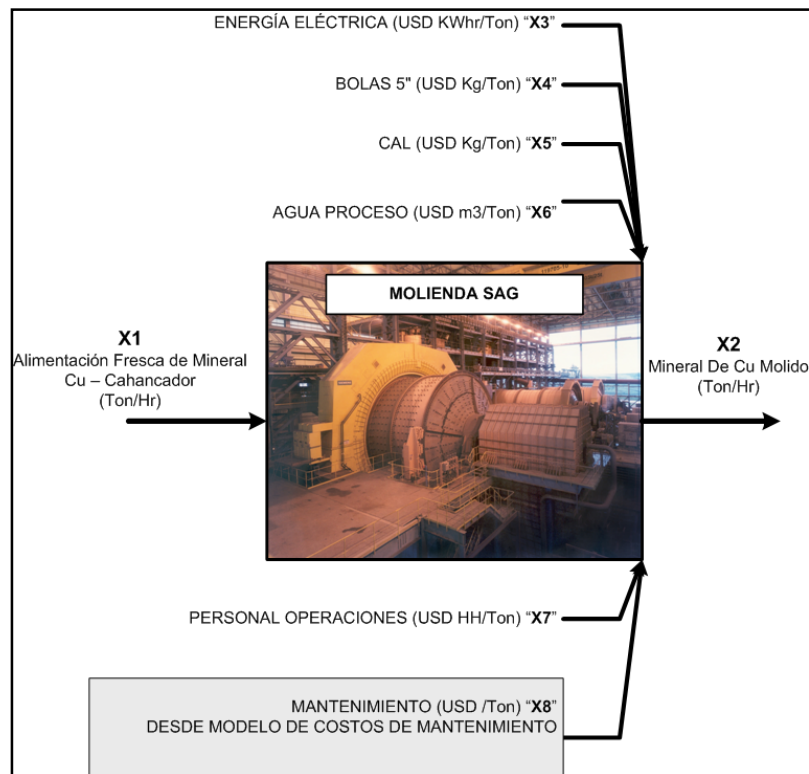 ENERGÍA ELÉCTRICA (USD KWhr/Ton) “X3”
BOLAS 5" (USD Kg/Ton) “X4”
CAL (USD Kg/Ton) “X5”
AGUA PROCESO (USD m3/Ton) “X6”
MOLIENDA SAG
X1
Alimentación Fresca de Mineral
Cu – Cahancador
(Ton/Hr)
X2
Mineral De Cu Molido
(Ton/Hr)
PERSONAL OPERACIONES (USD HH/Ton) “X7”
MANTENIMIENTO (USD /Ton) “X8”
DESDE MODELO DE COSTOS DE MANTENIMIENTO